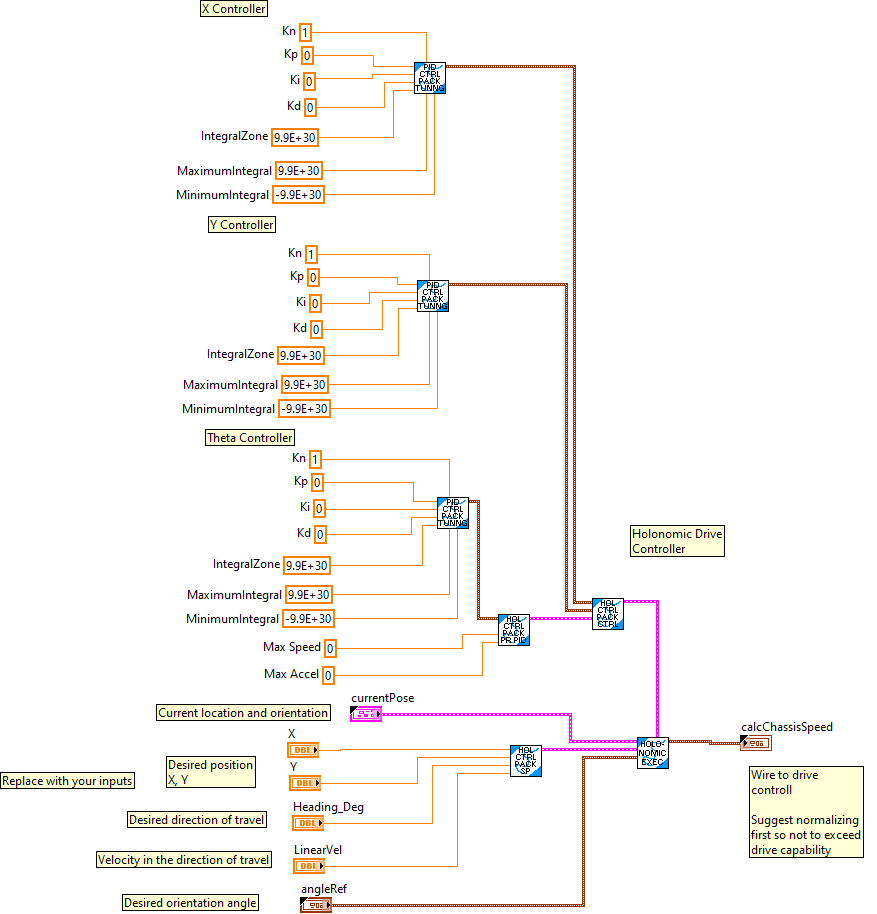 X Controller
Kn 1
Kp 0
Ki 0
Kd 0
IntegralZone 9.9E+30
MaximumIntegral 9.9E+30
MinimumIntegral -9.9E+30
PID
CTRL
PACK
TUNNG
Y Controller
Kn 1
Kp 0
Ki 0
Kd 0
IntegralZone 9.9E+30
MaximumIntegral 9.9E+30
MinimumIntegral -9.9E+30
PID
CTRL
PACK
TUNNG
Theta Controller
Kn 1
Kp 0
Ki 0
Kd 0
IntegralZone 9.9E+30
MaximumIntegral 9.9E+30
MinimumIntegral -9.9E+30
PID
CTRL
PACK
TUNNG
Max Speed 0
Max Accel 0
HOL
CTRL
PACK
PRPID
Holonomic Drive
Controller
HOL
CTRL
PACK
CTRL
Current location and orientation
currentPose
Replace with your inputs
Desired position
X, Y
X
DBL
Y
DBL
Desired direction of travel
Heading_Deg
DBL
Velocity in the direction of travel
LinearVel
DBL
Desired orientation angle
angleRef
HOL
CTRL
PACK
SP
HOLO-
NOMIC
EXEC
calcChassisSpeed
Wire to drive
controll
Suggest normalizing
first so not to exceed
drive capability